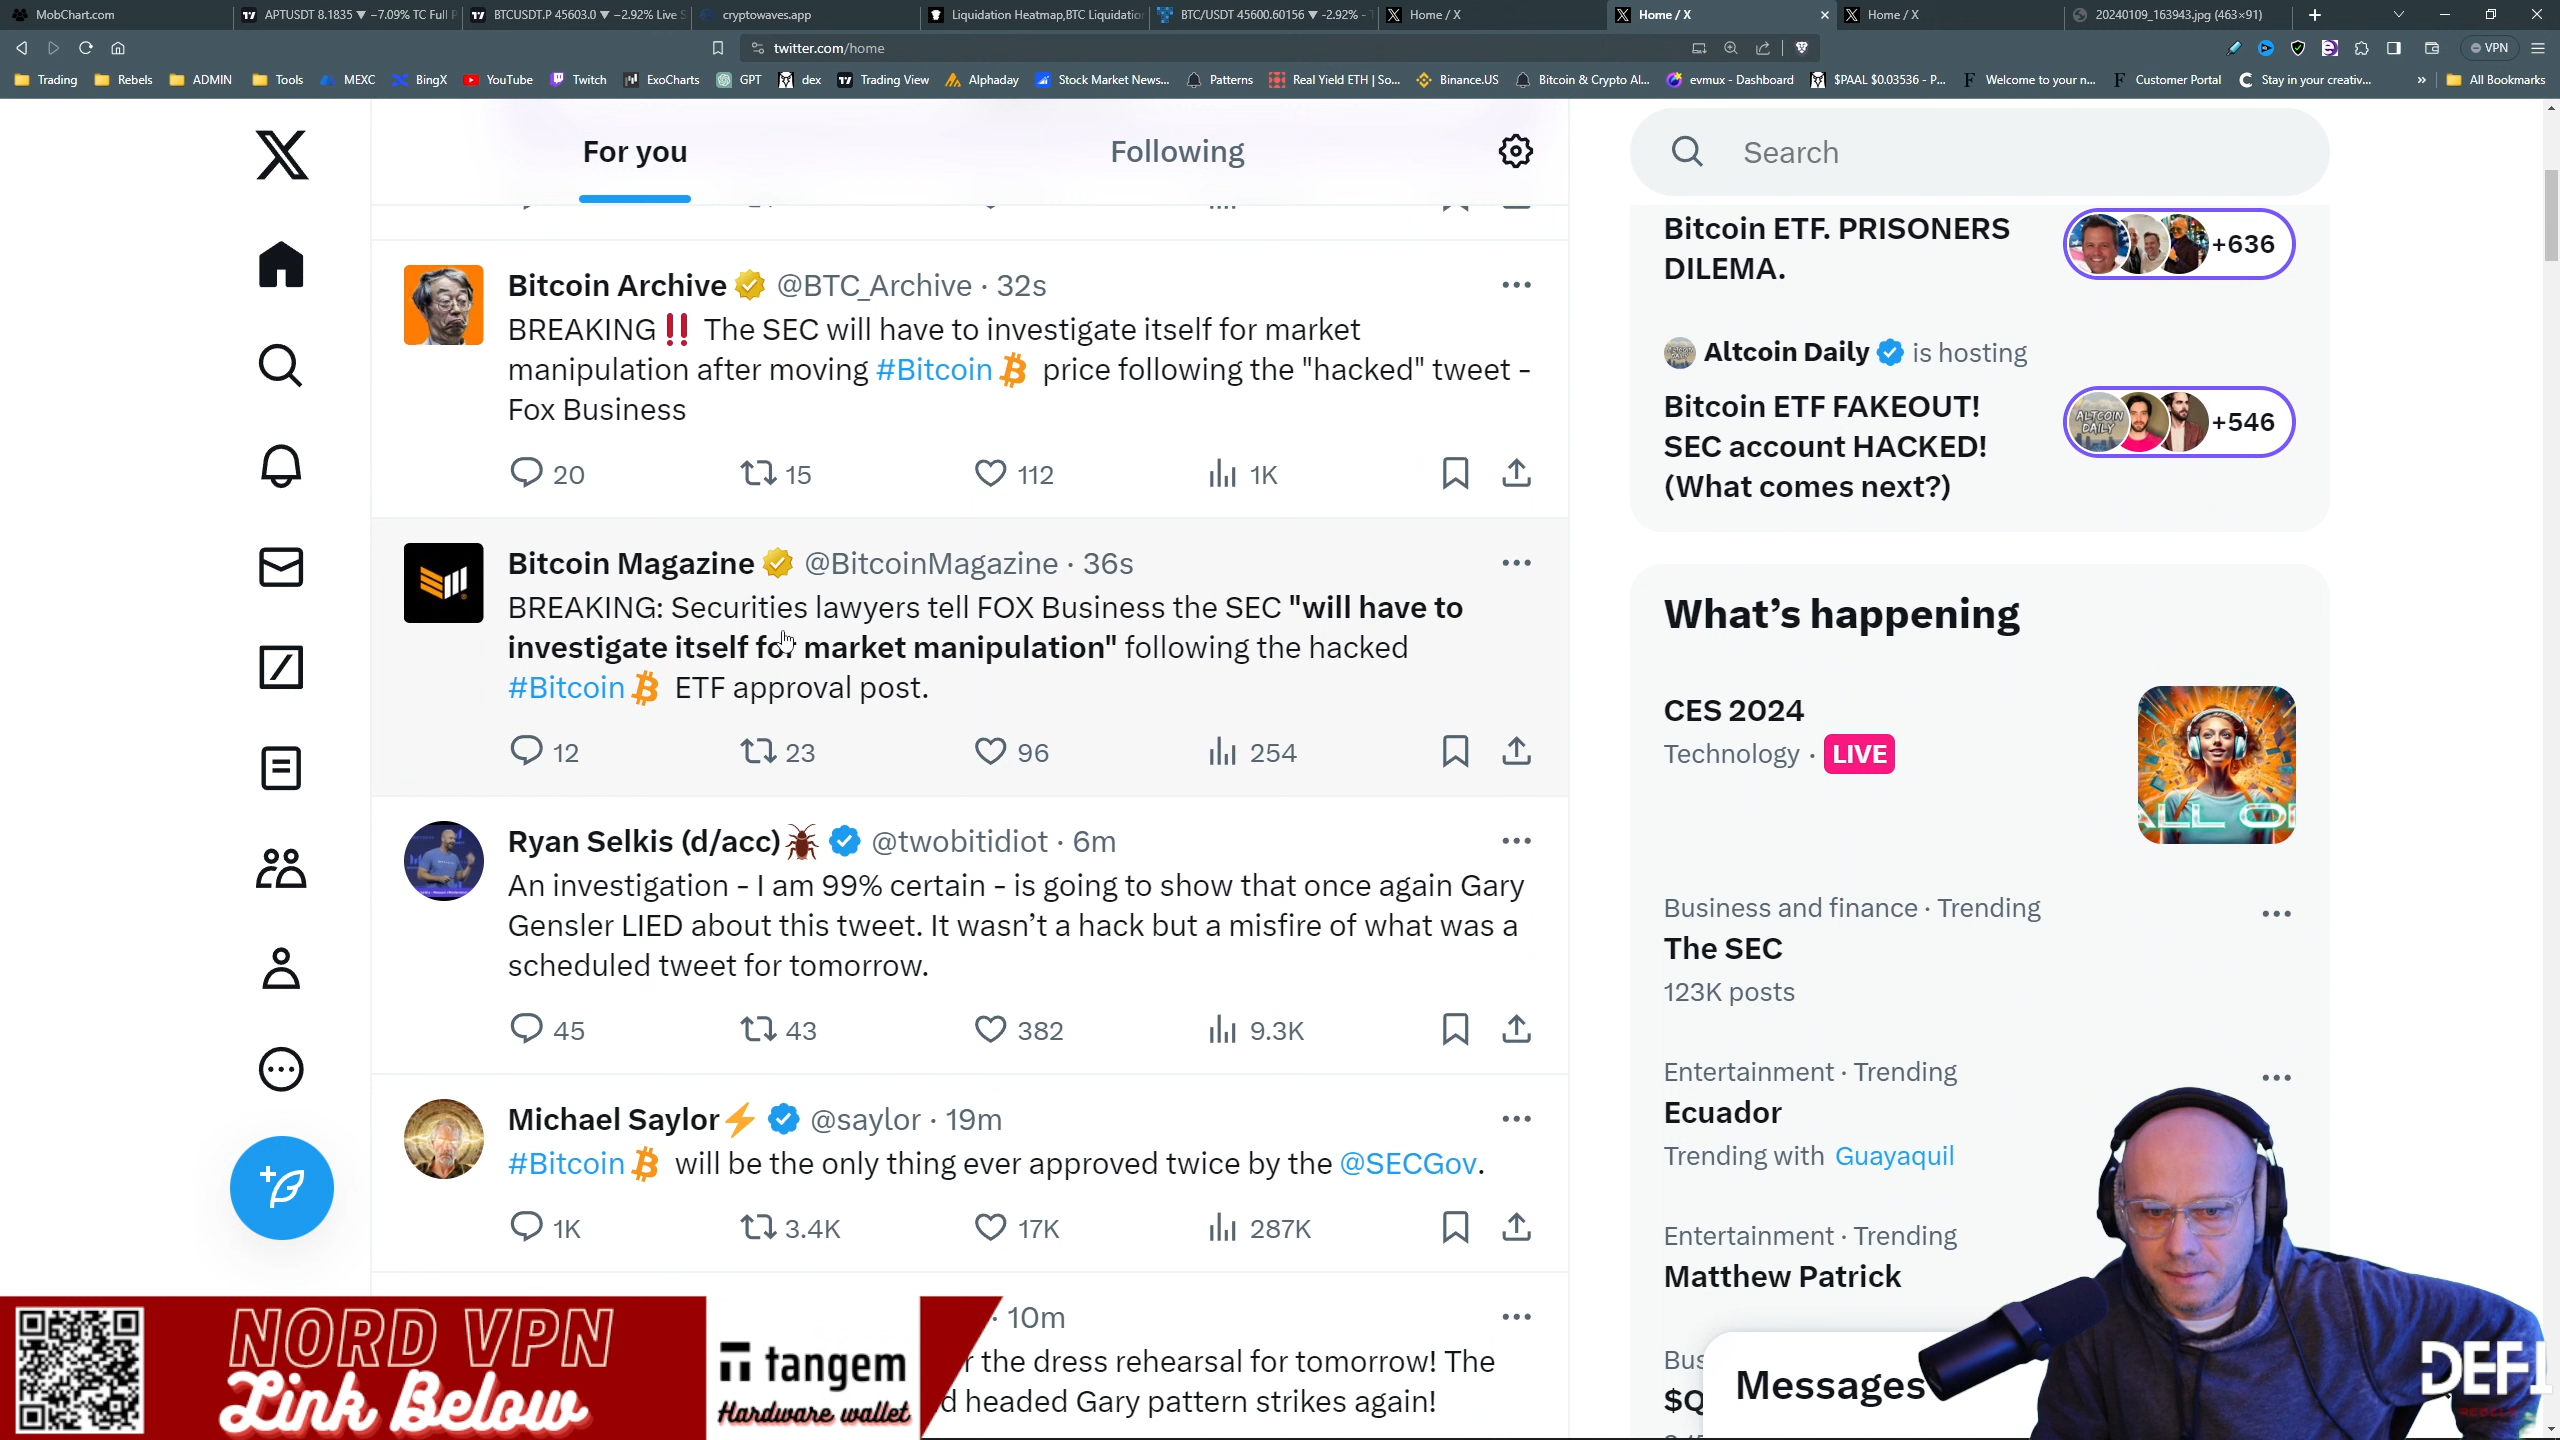 MobChart.com
APTUSDT 8.1835 ▼ −7.09% TC Full P
BTCUSDT.P 45603.0 ▼ −2.92% Live S
cryptowaves.app
Liquidation Heatmap,BTC Liquidation
BTC/USDT 45600.60156 ▼ -2.92% -
Home / X
Home / X
Home / X
20240109_163943.jpg (463×91)
twitter.com/home
VPN
Trading
Rebels
ADMIN
Tools
MEXC
BingX
YouTube
Twitch
ExoCharts
GPT
dex
Trading View
Alphaday
Stock Market News...
Patterns
Real Yield ETH | So...
Binance.US
Bitcoin & Crypto Al...
evmux - Dashboard
$PAAL $0.03536 - P...
Welcome to your n...
Customer Portal
Stay in your creativ...
»
All Bookmarks
For you
Following
Search
Bitcoin Archive @BTC_Archive · 32s
BREAKING‼️ The SEC will have to investigate itself for market
manipulation after moving #Bitcoin price following the "hacked" tweet -
Fox Business
20 15 112 1K
Bitcoin Magazine @BitcoinMagazine · 36s
BREAKING: Securities lawyers tell FOX Business the SEC "will have to
investigate itself for market manipulation" following the hacked
#Bitcoin ETF approval post.
12 23 96 254
Ryan Selkis (d/acc) @twobitidiot · 6m
An investigation - I am 99% certain - is going to show that once again Gary
Gensler LIED about this tweet. It wasn’t a hack but a misfire of what was a
scheduled tweet for tomorrow.
45 43 382 9.3K
Michael Saylor @saylor · 19m
#Bitcoin will be the only thing ever approved twice by the @SECGov.
1K 3.4K 17K 287K
· 10m
r the dress rehearsal for tomorrow! The
d headed Gary pattern strikes again!
Bitcoin ETF. PRISONERS
DILEMA.
+636
Altcoin Daily is hosting
Bitcoin ETF FAKEOUT!
SEC account HACKED!
(What comes next?)
ALTCOIN
DAILY
+546
What’s happening
CES 2024
Technology · LIVE
ALL O
Business and finance · Trending
The SEC
123K posts
Entertainment · Trending
Ecuador
Trending with Guayaquil
Entertainment · Trending
Matthew Patrick
Bus
$Q
Messages
NORD VPN
Link Below
tangem
Hardware wallet
DEFI
REBELS